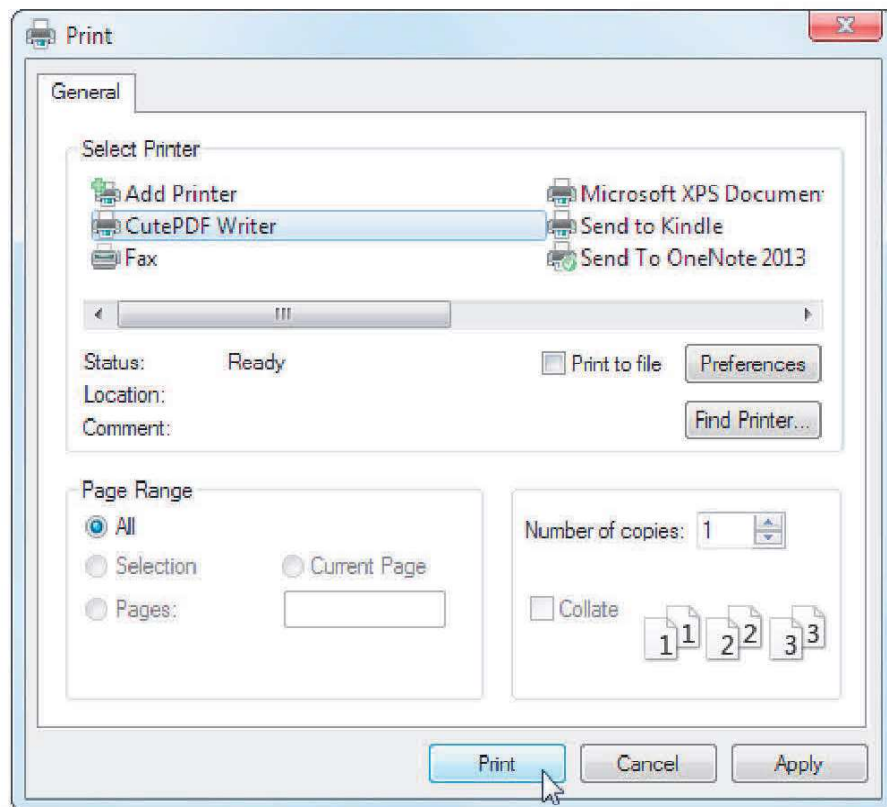 Print
General
Select Printer
Add Printer
Microsoft XPS Documen
CutePDF Writer
Send to Kindle
Fax
Send To OneNote 2013
Status: Ready
Print to file
Preferences
Location:
Comment:
Find Printer...
Page Range
All
Number of copies: 1
Selection
Current Page
Pages:
Collate
1 1 2 2 3 3
Print
Cancel
Apply